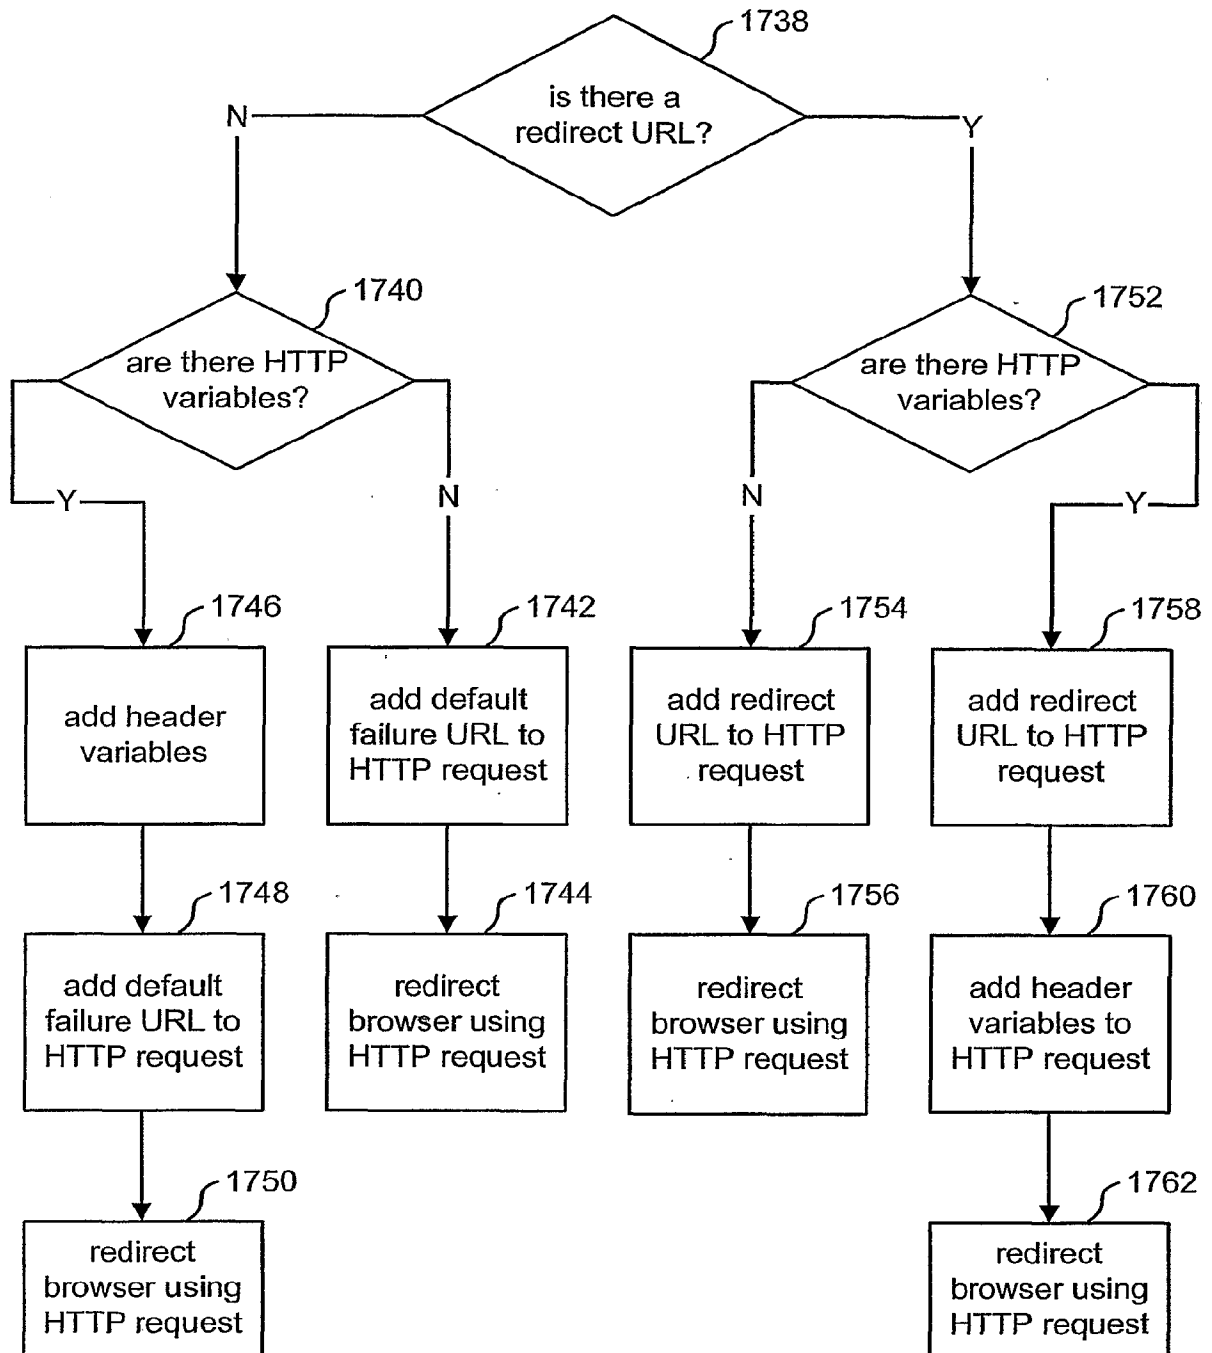 1738
is there a
redirect URL?
N
Y
1740
are there HTTP
variables?
1752
are there HTTP
variables?
Y
N
N
Y
1746
add header
variables
1742
add default
failure URL to
HTTP request
1754
add redirect
URL to HTTP
request
1758
add redirect
URL to HTTP
request
1748
add default
failure URL to
HTTP request
1744
redirect
browser using
HTTP request
1756
redirect
browser using
HTTP request
1760
add header
variables to
HTTP request
1750
redirect
browser using
HTTP request
1762
redirect
browser using
HTTP request